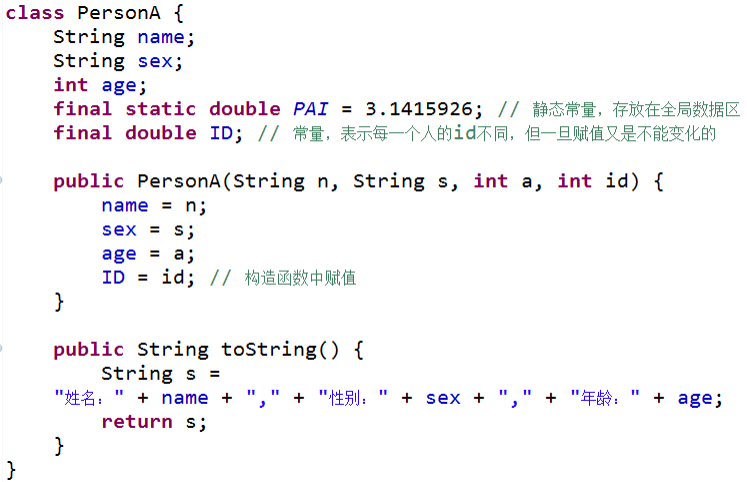 class PersonA {
    String name;
    String sex;
    int age;
    final static double PAI = 3.1415926; // 静态常量，存放在全局数据区
    final double ID; // 常量，表示每一个人的id不同，但一旦赋值又是不能变化的
    public PersonA(String n, String s, int a, int id) {
        name = n;
        sex = s;
        age = a;
        ID = id; // 构造函数中赋值
    }
    public String toString() {
        String s =
    "姓名：" + name + "," + "性别：" + sex + "," + "年龄：" + age;
        return s;
    }
}